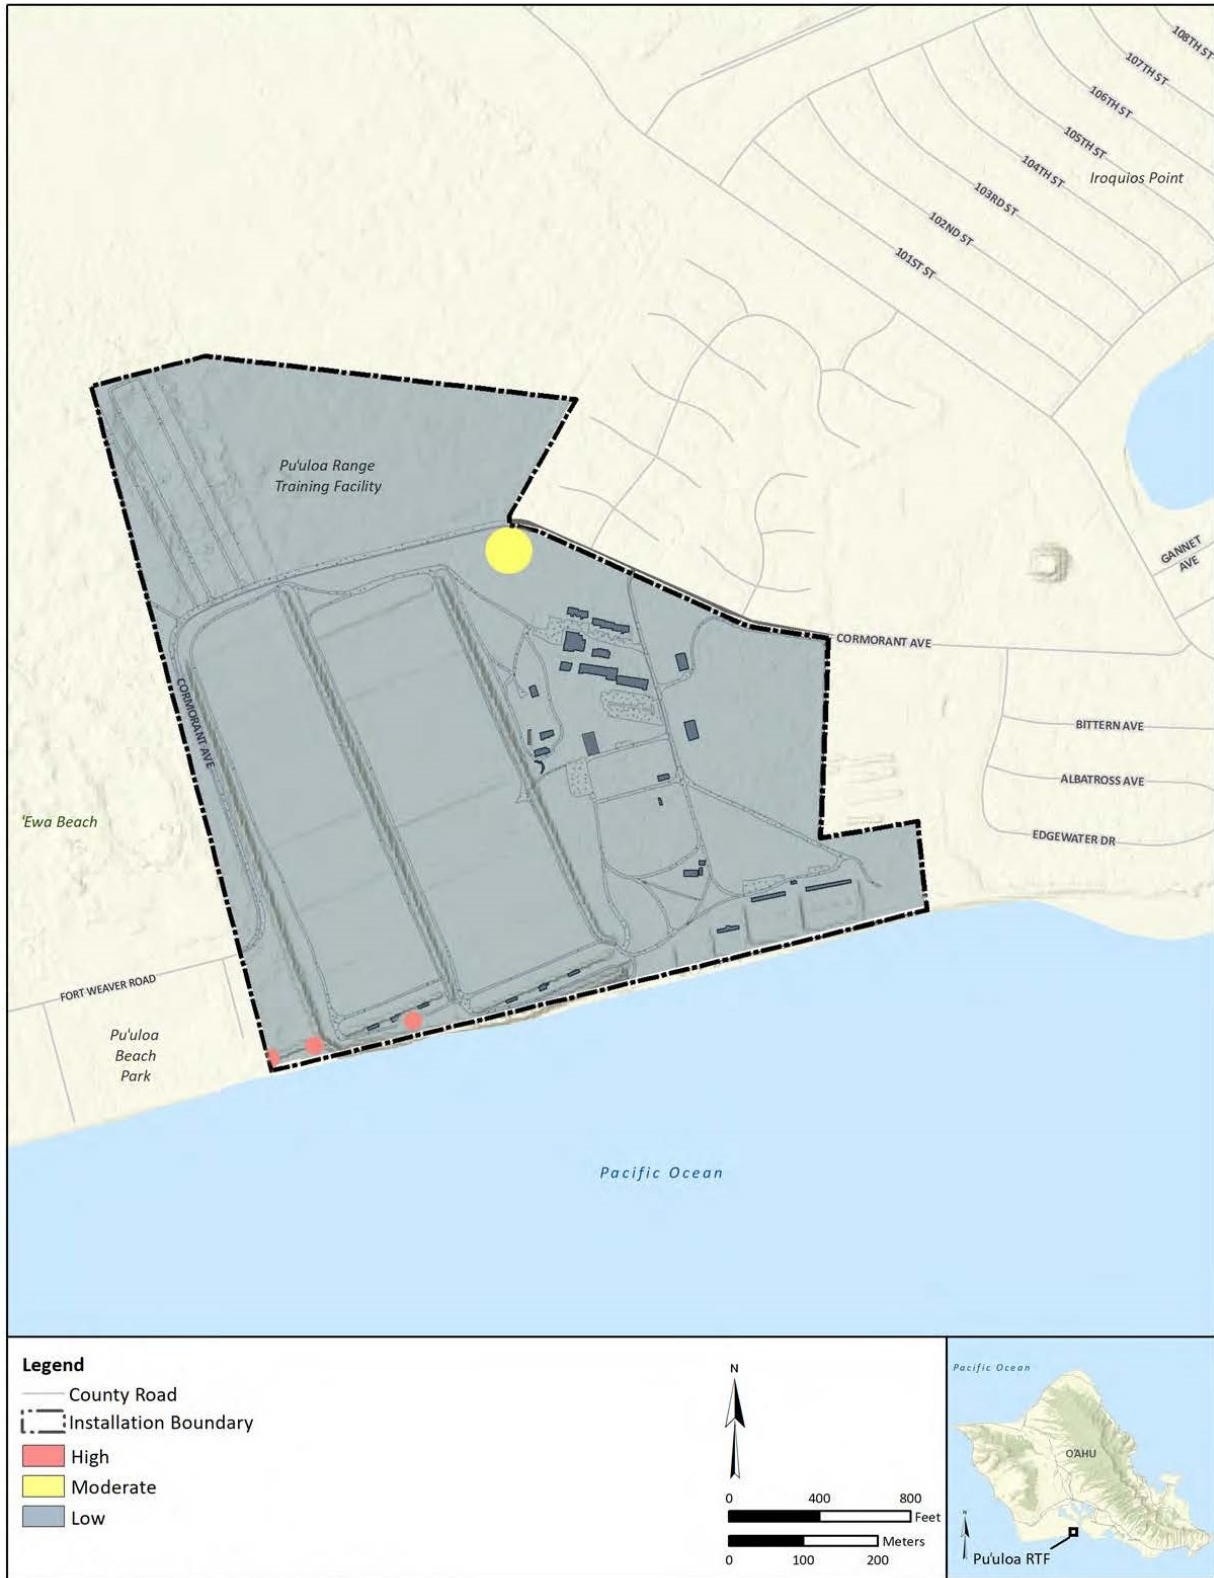 108TH ST
107TH ST
106TH ST
105TH ST
104TH ST
Iroquios Point
103RD ST
102ND ST
101ST ST
Pu'uloa Range
Training Facility
GANNET
AVE
CORMORANT AVE
CORMORANT AVE
BITTERN AVE
ALBATROSS AVE
'Ewa Beach
EDGEWATER DR
FORT WEAVER ROAD
Pu'uloa
Beach
Park
Pacific Ocean
Legend
County Road
Installation Boundary
High
Moderate
Low
N
0 400 800
Feet
Meters
0 100 200
Pacific Ocean
O'AHU
N
Pu'uloa RTF